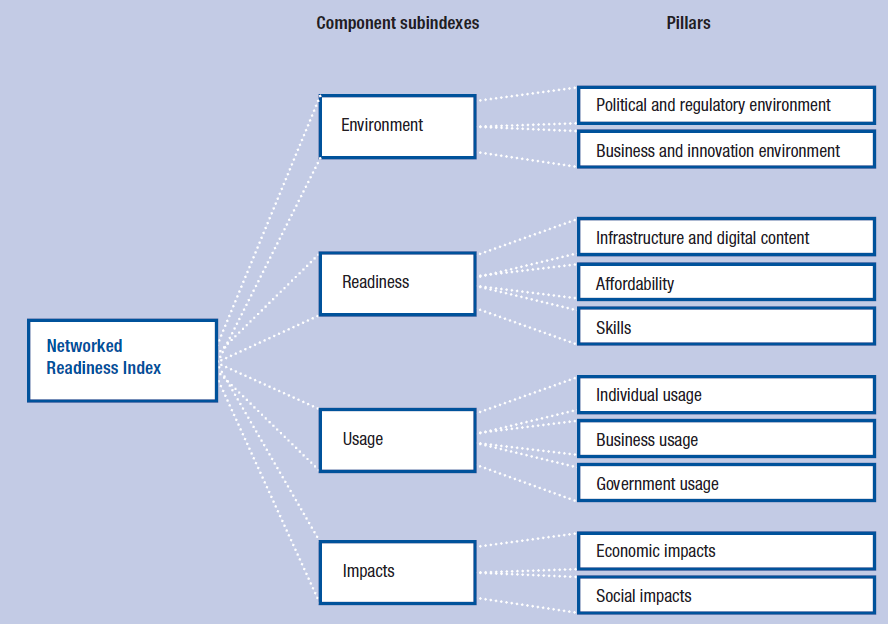 Component subindexes
Pillars
Environment
Political and regulatory environment
Business and innovation environment
Readiness
Infrastructure and digital content
Affordability
Skills
Networked
Readiness Index
Usage
Individual usage
Business usage
Government usage
Impacts
Economic impacts
Social impacts